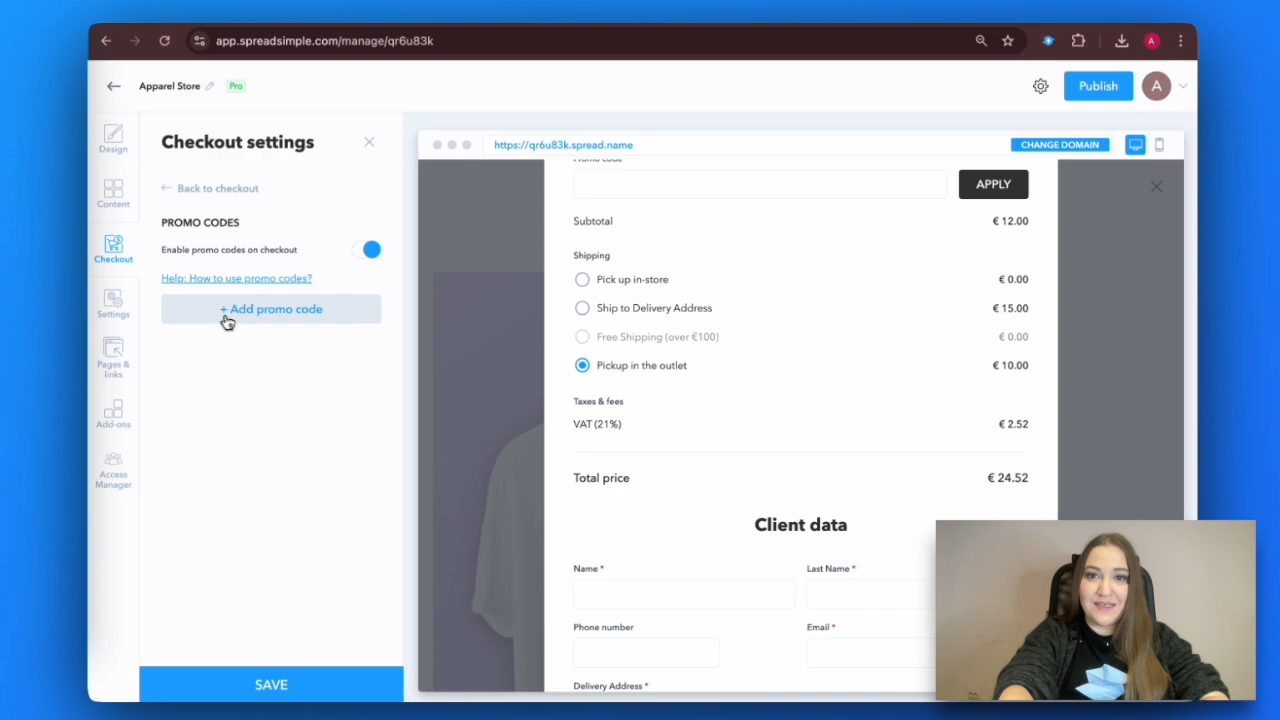 app.spreadsimple.com/manage/qr6u83k
A
Apparel Store
Pro
Publish
A
Design
Content
Checkout
Settings
Pages &
links
Add-ons
Access
Manager
Checkout settings
Back to checkout
PROMO CODES
Enable promo codes on checkout
Help: How to use promo codes?
+ Add promo code
SAVE
https://qr6u83k.spread.name
CHANGE DOMAIN
Promo code
APPLY
Subtotal € 12.00
Shipping
Pick up in-store € 0.00
Ship to Delivery Address € 15.00
Free Shipping (over €100) € 0.00
Pickup in the outlet € 10.00
Taxes & fees
VAT (21%) € 2.52
Total price € 24.52
Client data
Name * Last Name *
Phone number Email *
Delivery Address *